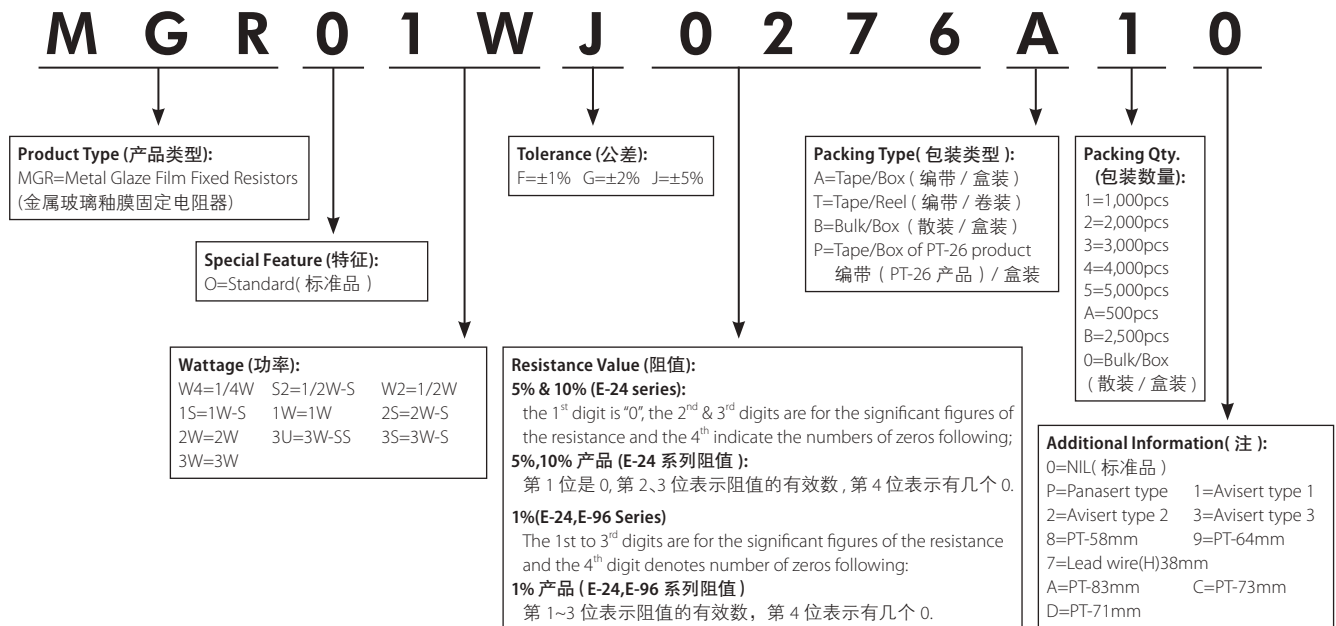 M G R 0 1 W J 0 2 7 6 A 1 0
Product Type (产品类型):
MGR=Metal Glaze Film Fixed Resistors
(金属玻璃釉膜固定电阻器)
Special Feature (特征):
O=Standard( 标准品 )
Wattage (功率):
W4=1/4W S2=1/2W-S W2=1/2W
1S=1W-S 1W=1W 2S=2W-S
2W=2W 3U=3W-SS 3S=3W-S
3W=3W
Tolerance (公差):
F=±1% G=±2% J=±5%
Resistance Value (阻值):
5% & 10% (E-24 series):
the 1st digit is “0”, the 2nd & 3rd digits are for the significant figures of
the resistance and the 4th indicate the numbers of zeros following;
5%,10% 产品 (E-24 系列阻值 ):
第 1 位是 0, 第 2、3 位表示阻值的有效数 , 第 4 位表示有几个 0.
1%(E-24,E-96 Series)
The 1st to 3rd digits are for the significant figures of the resistance
and the 4th digit denotes number of zeros following:
1% 产品 ( E-24,E-96 系列阻值 )
第 1~3 位表示阻值的有效数，第 4 位表示有几个 0.
Packing Type( 包装类型 ):
A=Tape/Box ( 编带 / 盒装 )
T=Tape/Reel ( 编带 / 卷装 )
B=Bulk/Box ( 散装 / 盒装 )
P=Tape/Box of PT-26 product
编带 ( PT-26 产品 ) / 盒装
Packing Qty.
(包装数量):
1=1,000pcs
2=2,000pcs
3=3,000pcs
4=4,000pcs
5=5,000pcs
A=500pcs
B=2,500pcs
0=Bulk/Box
( 散装 / 盒装 )
Additional Information( 注 ):
0=NIL( 标准品 )
P=Panasert type 1=Avisert type 1
2=Avisert type 2 3=Avisert type 3
8=PT-58mm 9=PT-64mm
7=Lead wire(H)38mm
A=PT-83mm C=PT-73mm
D=PT-71mm